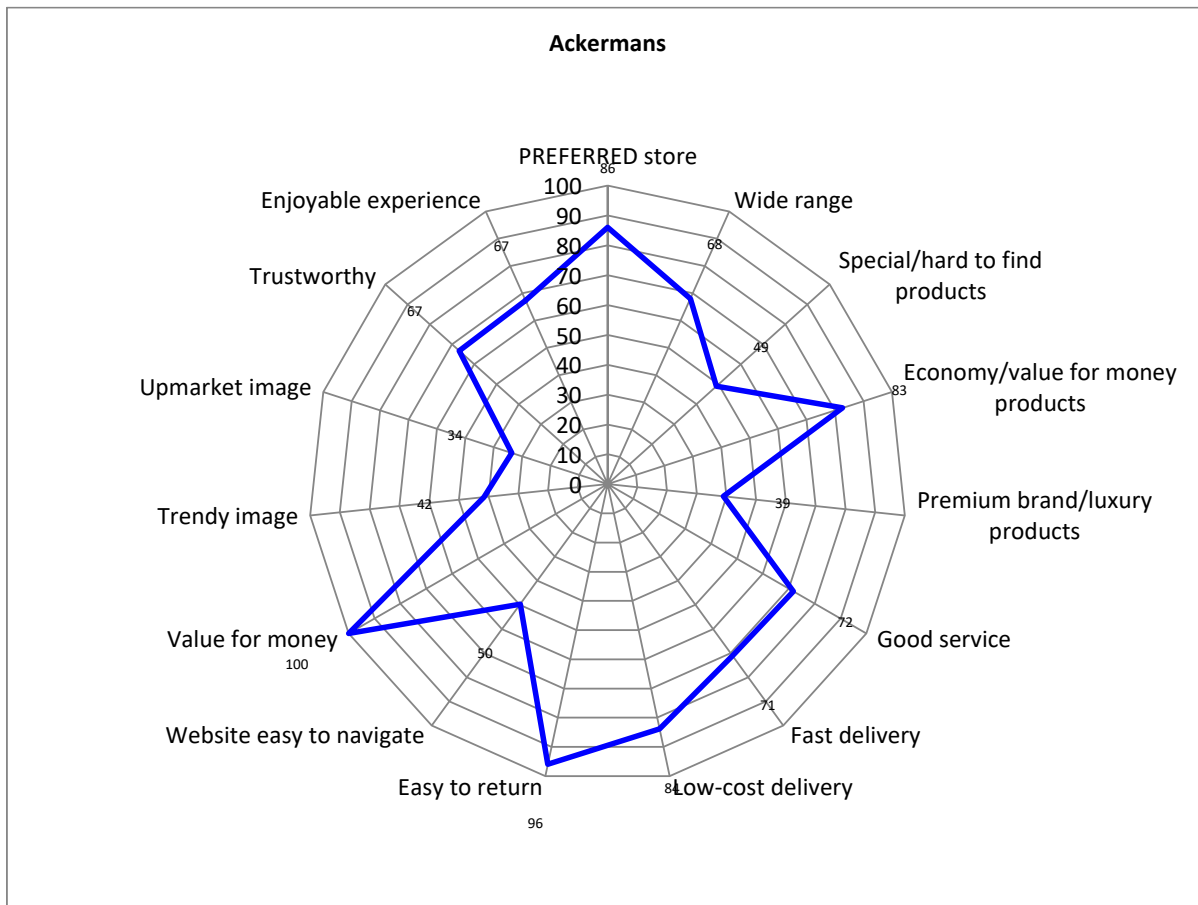 Ackermans
PREFERRED store
86
Enjoyable experience
100
Wide range
67
90
68
Trustworthy
80
Special/hard to find
products
67
70
60
49
50
Upmarket image
40
Economy/value for money
products
83
34
30
20
10
0
Trendy image
42
39
Premium brand/luxury
products
72
Good service
Value for money
100
50
71
Website easy to navigate
Fast delivery
Easy to return
84
Low-cost delivery
96